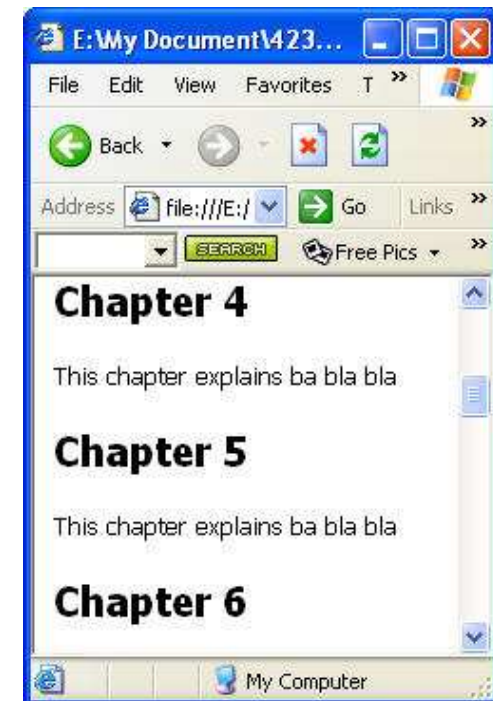 E:\My Document\423...
File Edit View Favorites T »
Back »
Address file:///E:/ Go Links »
SEARCH Free Pics »
Chapter 4
This chapter explains ba bla bla
Chapter 5
This chapter explains ba bla bla
Chapter 6
My Computer